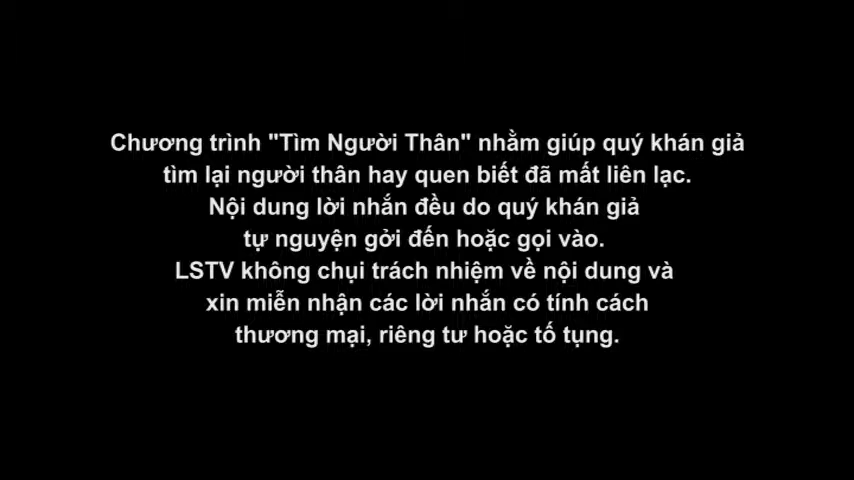 Chương trình "Tìm Người Thân" nhằm giúp quý khán giả
tìm lại người thân hay quen biết đã mất liên lạc.
Nội dung lời nhắn đều do quý khán giả
tự nguyện gởi đến hoặc gọi vào.
LSTV không chụi trách nhiệm về nội dung và
xin miễn nhận các lời nhắn có tính cách
thương mại, riêng tư hoặc tố tụng.